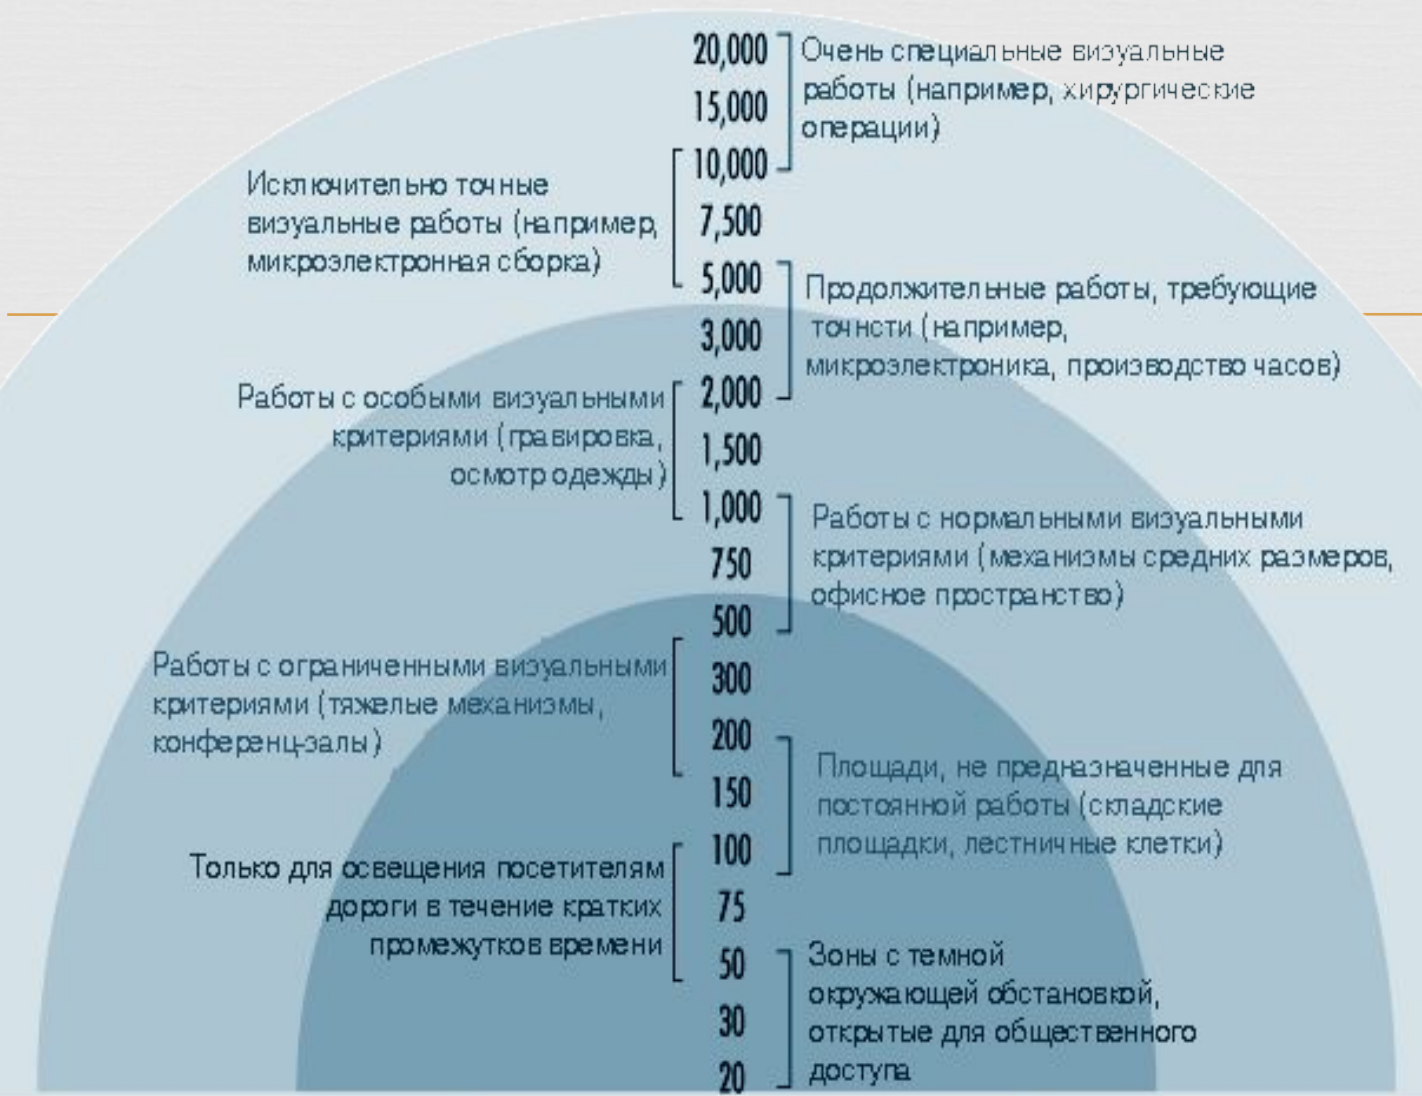 20,000
15,000
10,000
7,500
5,000
3,000
2,000
1,500
1,000
750
500
300
200
150
100
75
50
30
20
Очень специальные визуальные
работы (например, хирургические
операции)
Исключительно точные
визуальные работы (например,
микроэлектронная сборка)
Продолжительные работы, требующие
точнсти (например,
микроэлектроника, производство часов)
Работы с особыми визуальными
критериями (гравировка,
осмотр одежды)
Работы с нормальными визуальными
критериями (механизмы средних размеров,
офисное пространство)
Работы с ограниченными визуальными
критериями (тяжелые механизмы,
конференц-залы)
Площади, не предназначенные для
постоянной работы (складские
площадки, лестничные клетки)
Только для освещения посетителям
дороги в течение кратких
промежутков времени
Зоны с темной
окружающей обстановкой,
открытые для общественного
доступа